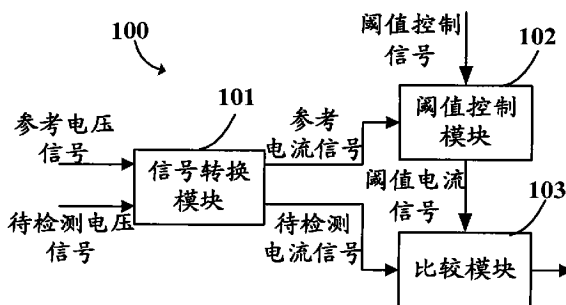 100
阈值控制
信号
102
阈值控制
模块
101
参考电压
信号
参考
电流信号
信号转换
模块
阈值电流
信号
103
待检测电压
信号
待检测
电流信号
比较模块